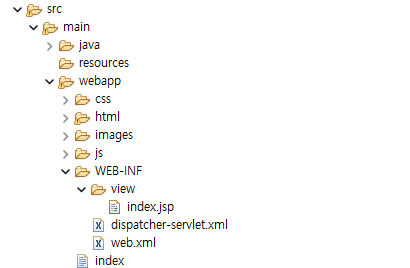 src
main
java
resources
webapp
css
html
images
js
WEB-INF
view
index.jsp
dispatcher-servlet.xml
web.xml
index